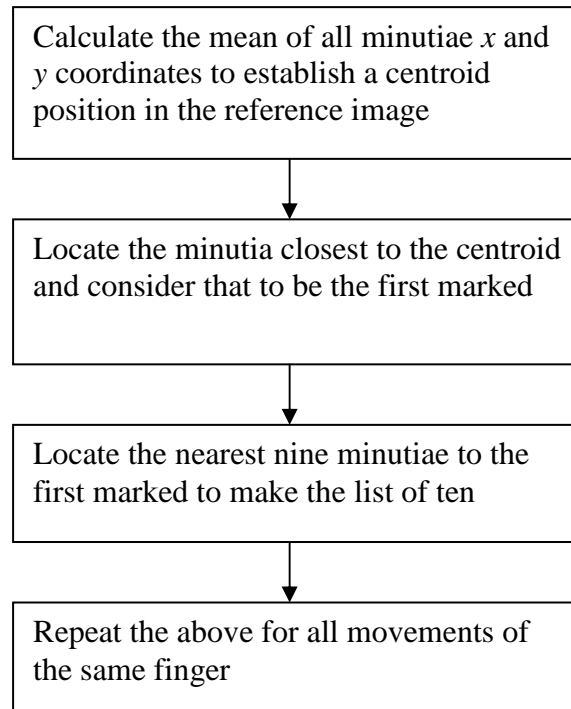 Calculate the mean of all minutiae x and
y coordinates to establish a centroid
position in the reference image
Locate the minutia closest to the centroid
and consider that to be the first marked
Locate the nearest nine minutiae to the
first marked to make the list of ten
Repeat the above for all movements of
the same finger